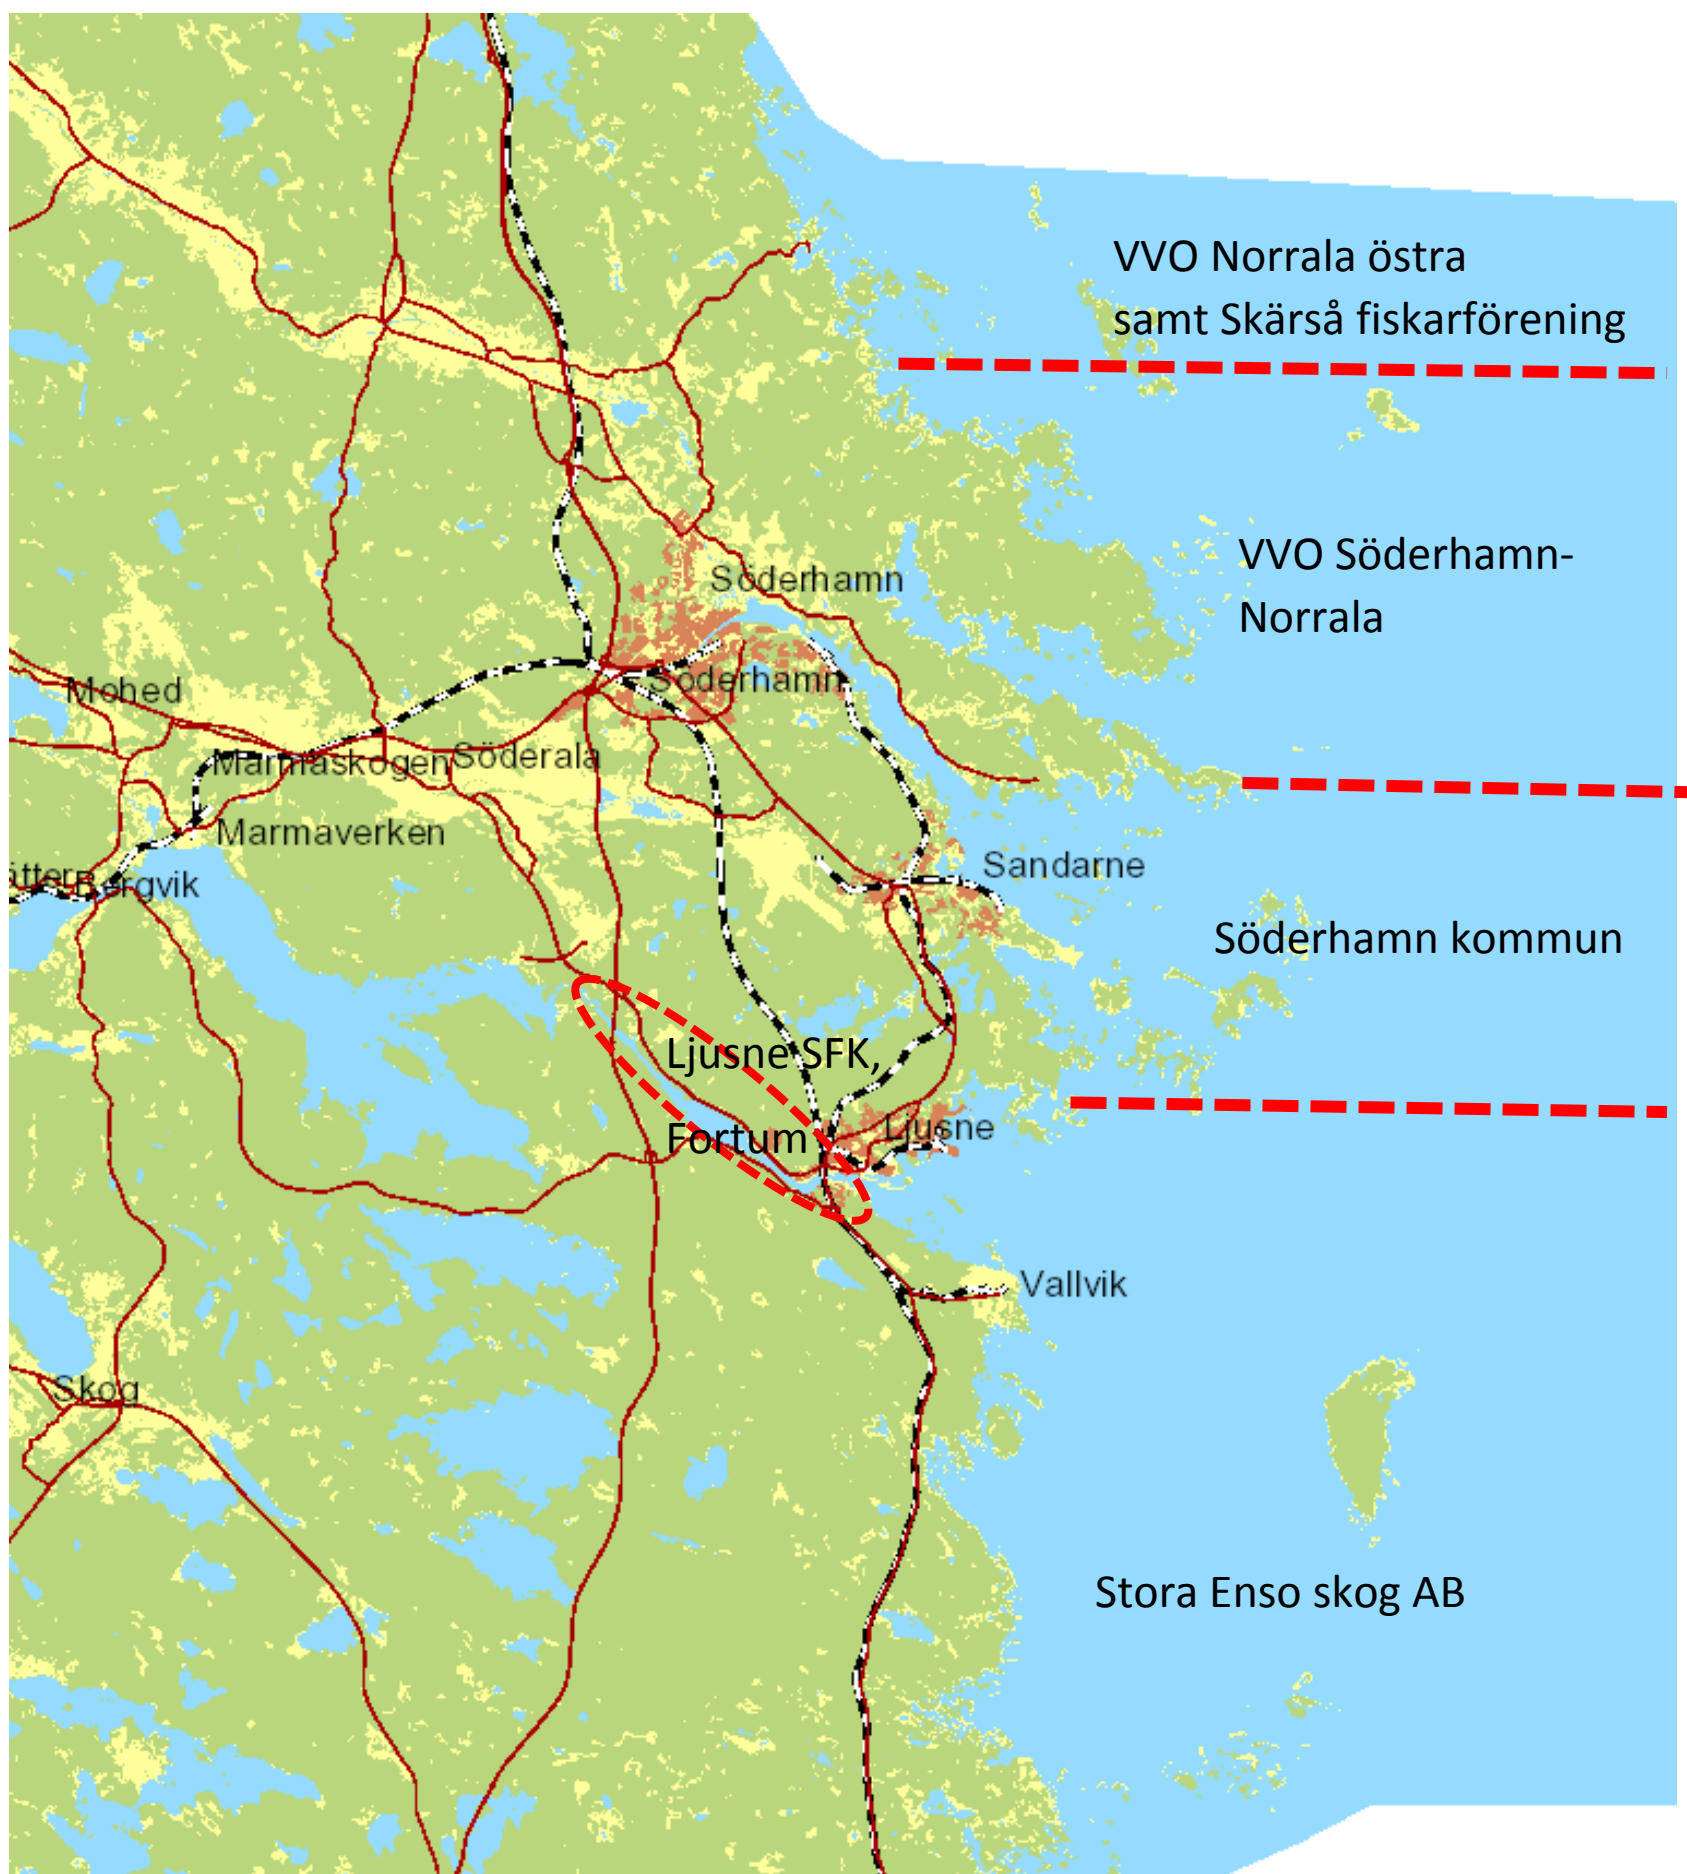 VVO Norrala östra
samt Skärså fiskarförening
VVO Söderhamn-
Norrala
Söderhamn
Söderhamn
Mohed
Marmaskogen
Söderala
Marmaverken
Bergvik
Sandarne
Söderhamn kommun
Ljusne SFK,
Fortum
Ljusne
Vallvik
Skog
Stora Enso skog AB